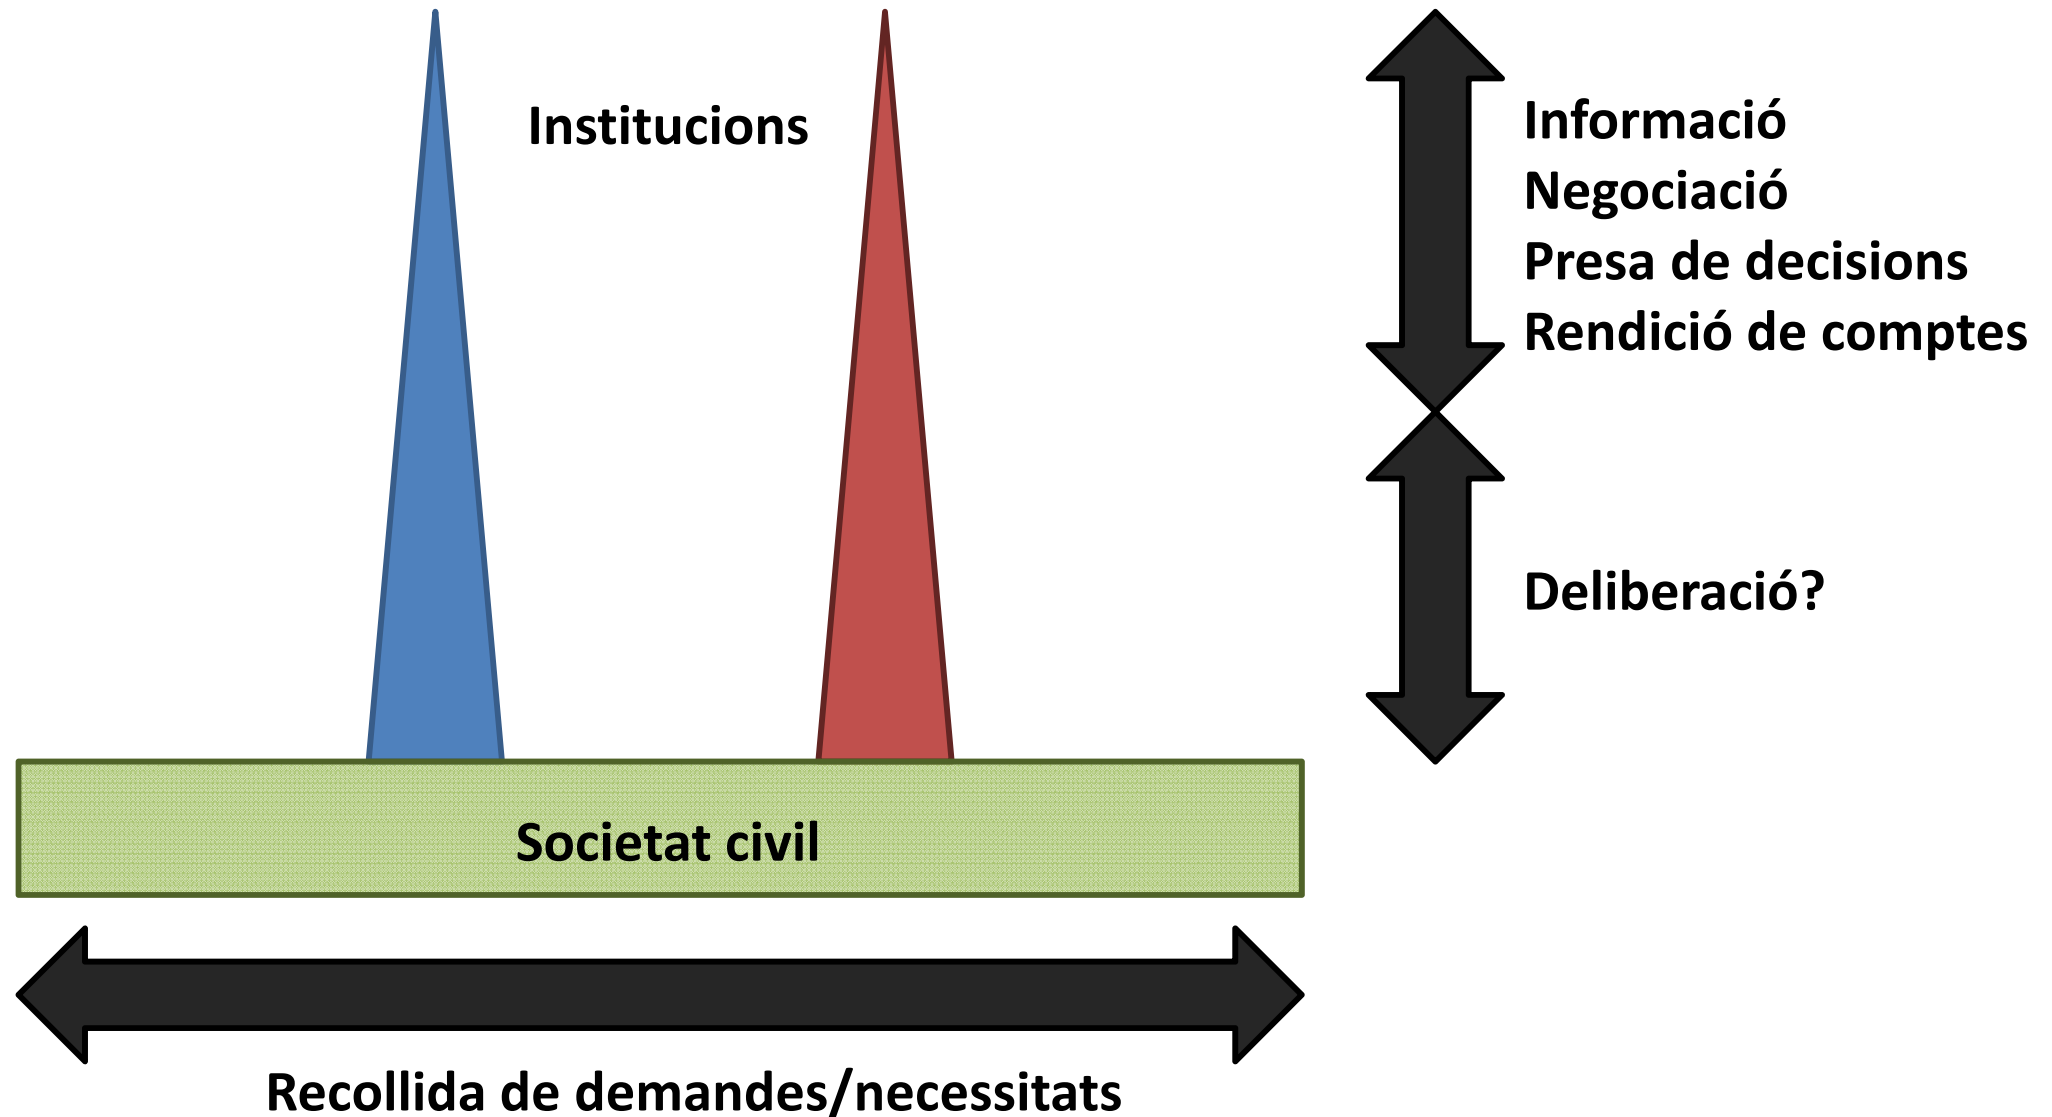 Institucions
Informació
Negociació
Presa de decisions
Rendició de comptes
Deliberació?
Societat civil
Recollida de demandes/necessitats